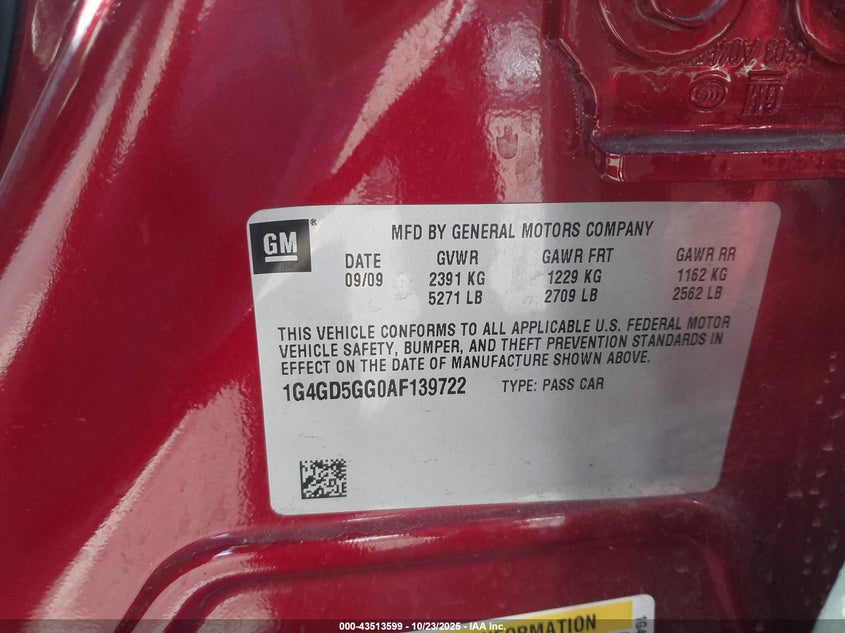 GM
MFD BY GENERAL MOTORS COMPANY
DATE GVWR GAWR FRT GAWR RR
09/09 2391 KG 1229 KG 1162 KG
5271 LB 2709 LB 2562 LB
THIS VEHICLE CONFORMS TO ALL APPLICABLE U.S. FEDERAL MOTOR
VEHICLE SAFETY, BUMPER, AND THEFT PREVENTION STANDARDS IN
EFFECT ON THE DATE OF MANUFACTURE SHOWN ABOVE.
1G4GD5GG0AF139722 TYPE: PASS CAR
000-43513599 - 10/23/2025 - IAA Inc.